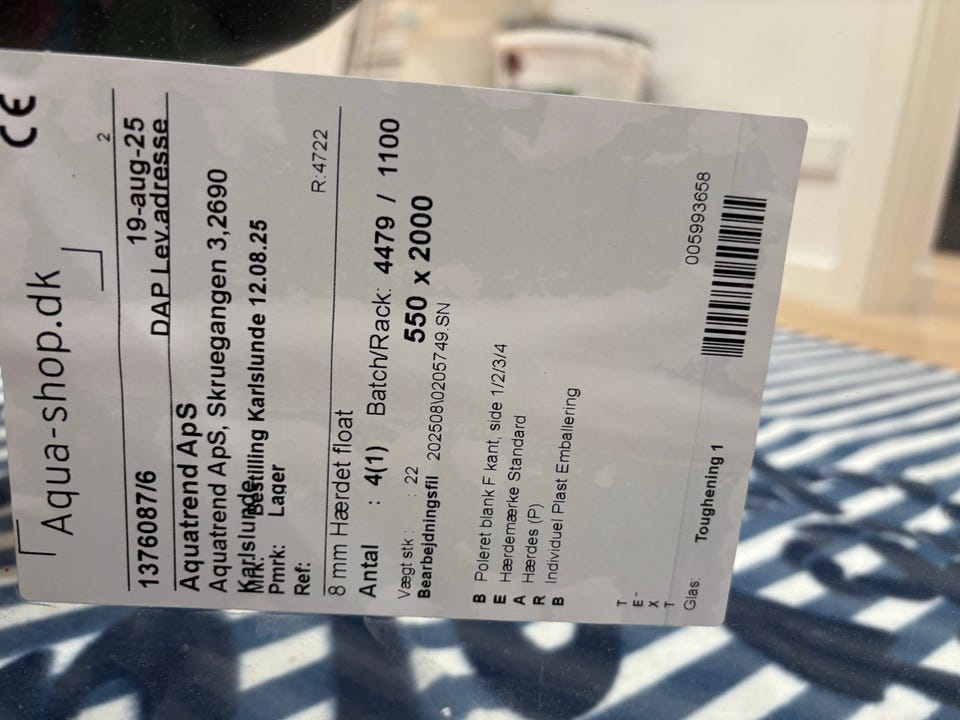 CE
Aqua-shop.dk
2
1376087/6 19-aug-25
DAP Lev.adresse
Aquatrend ApS
Aquatrend ApS, Skruegangen 3,2690
Karlslunde
Mrk.: Bestilling Karlslunde 12.08.25
Pmrk: Lager
Ref: R:4722
8 mm Hærdet float
Antal : 4(1) Batch/Rack: 4479 / 1100
Vægt stk : : 22 550 x 2000
Bearbejdningsfil 202508\0205749.SN
B Poleret blank F kant, side 1/2/3/4
E Hærdemærke Standard
A Hærdes (P)
R Individuel Plast Emballering
B
T
E-
X
T
Glas: Toughening 1 005993658